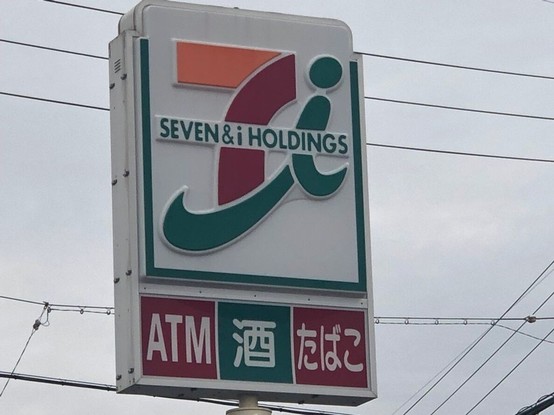 SEVEN & i HOLDINGS
ATM 酒 たばこ